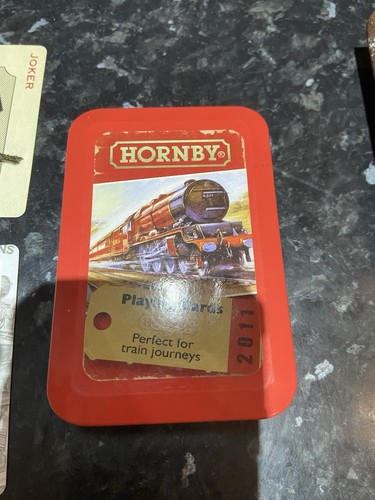 JOKER
HORNBY®
Playing Cards
Perfect for
train journeys
2011